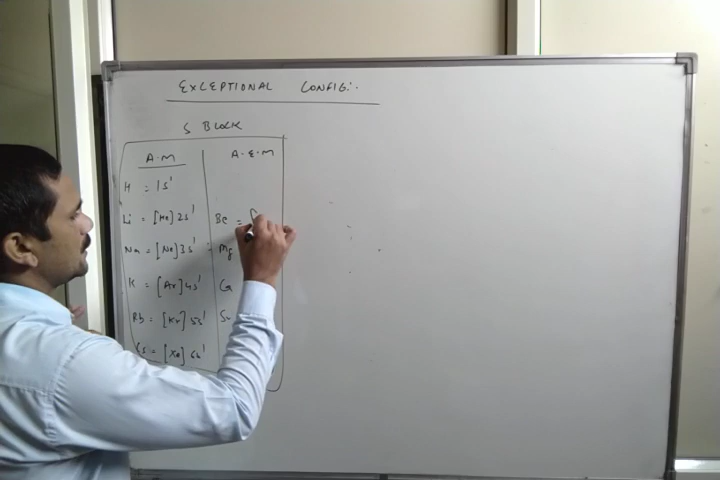 EXCEPTIONAL CONFIG:.
S BLOCK
A.M A.E.M
H = 1s¹
Li = [He] 2s¹ Be = [
Na = [Ne] 3s¹ Mg
K = [Ar] 4s¹ Ca
Rb = [Kr] 5s¹ Sr
Cs = [Xe] 6s¹